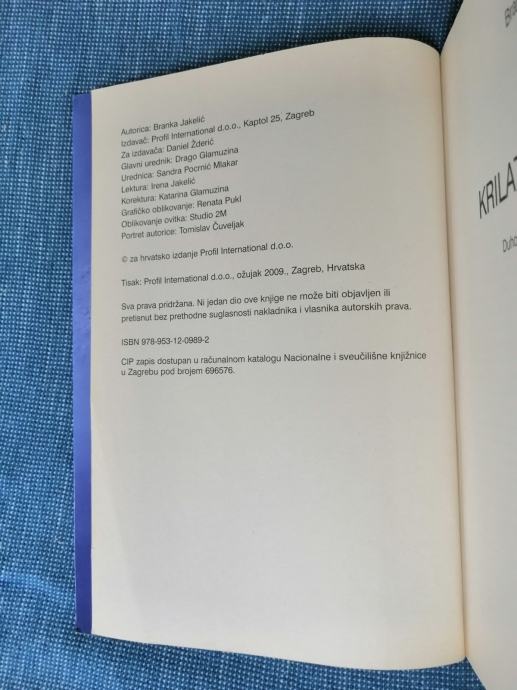 Autorica: Branka Jakelić
Izdavač: Profil International d.o.o., Kaptol 25, Zagreb
Za izdavača: Daniel Žderić
Glavni urednik: Drago Glamuzina
Urednica: Sandra Pocrnić Mlakar
Lektura: Irena Jakelić
Korektura: Katarina Glamuzina
Grafičko oblikovanje: Renata Pukl
Oblikovanje ovitka: Studio 2M
Portret autorice: Tomislav Čuveljak
© za hrvatsko izdanje Profil International d.o.o.
Tisak: Profil International d.o.o., ožujak 2009., Zagreb, Hrvatska
Sva prava pridržana. Ni jedan dio ove knjige ne može biti objavljen ili
pretisnut bez prethodne suglasnosti nakladnika i vlasnika autorskih prava.
ISBN 978-953-12-0989-2
CIP zapis dostupan u računalnom katalogu Nacionalne i sveučilišne knjižnice
u Zagrebu pod brojem 696576.